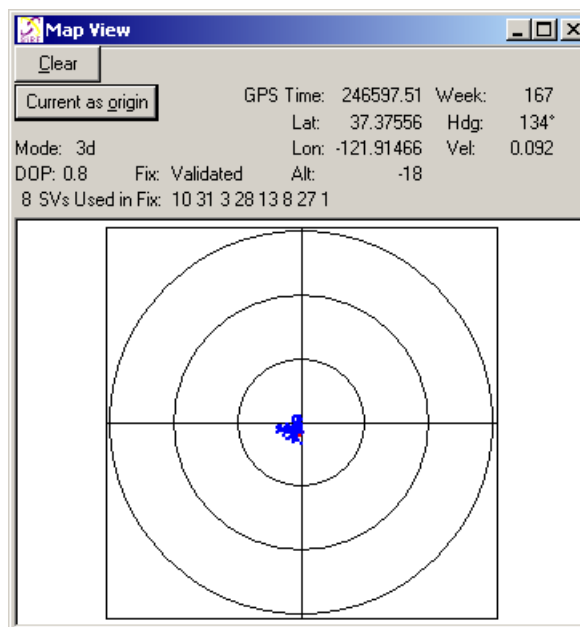 Map View
Clear
Current as origin
GPS Time: 246597.51 Week: 167
Lat: 37.37556 Hdg: 134°
Mode: 3d Lon: -121.91466 Vel: 0.092
DOP: 0.8 Fix: Validated Alt: -18
8 SVs Used in Fix: 10 31 3 28 13 8 27 1